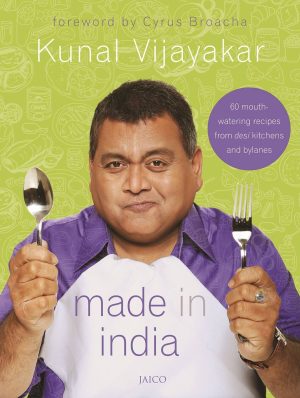 foreword by Cyrus Broacha
Kunal Vijayakar
60 mouth-
watering recipes
from desi kitchens
and bylanes
made in
india
JAICO